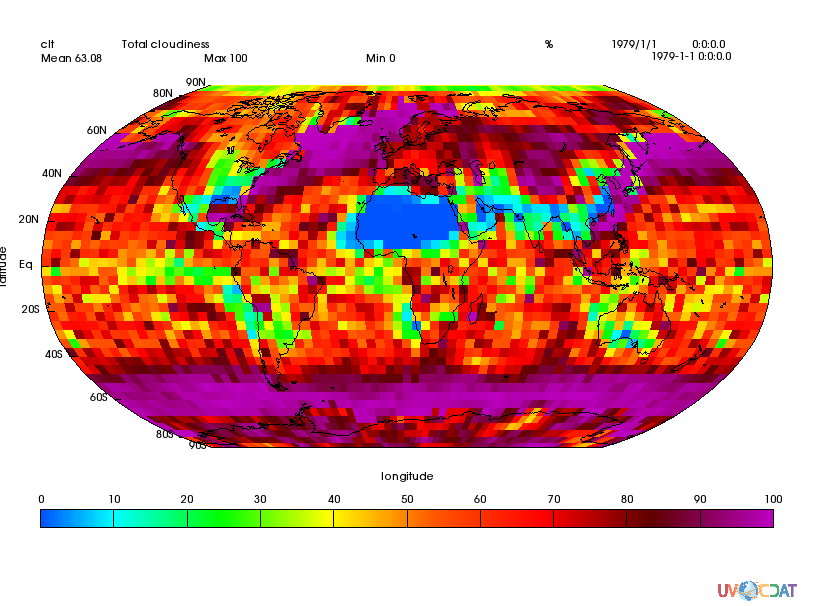 clt Total cloudiness % 1979/1/1 0:0:0.0
Mean 63.08 Max 100 Min 0 1979-1-1 0:0:0.0
90N
80N
60N
40N
20N
Eq
20S
40S
60S
80S
90S
latitude
longitude
0 10 20 30 40 50 60 70 80 90 100
UV CDAT